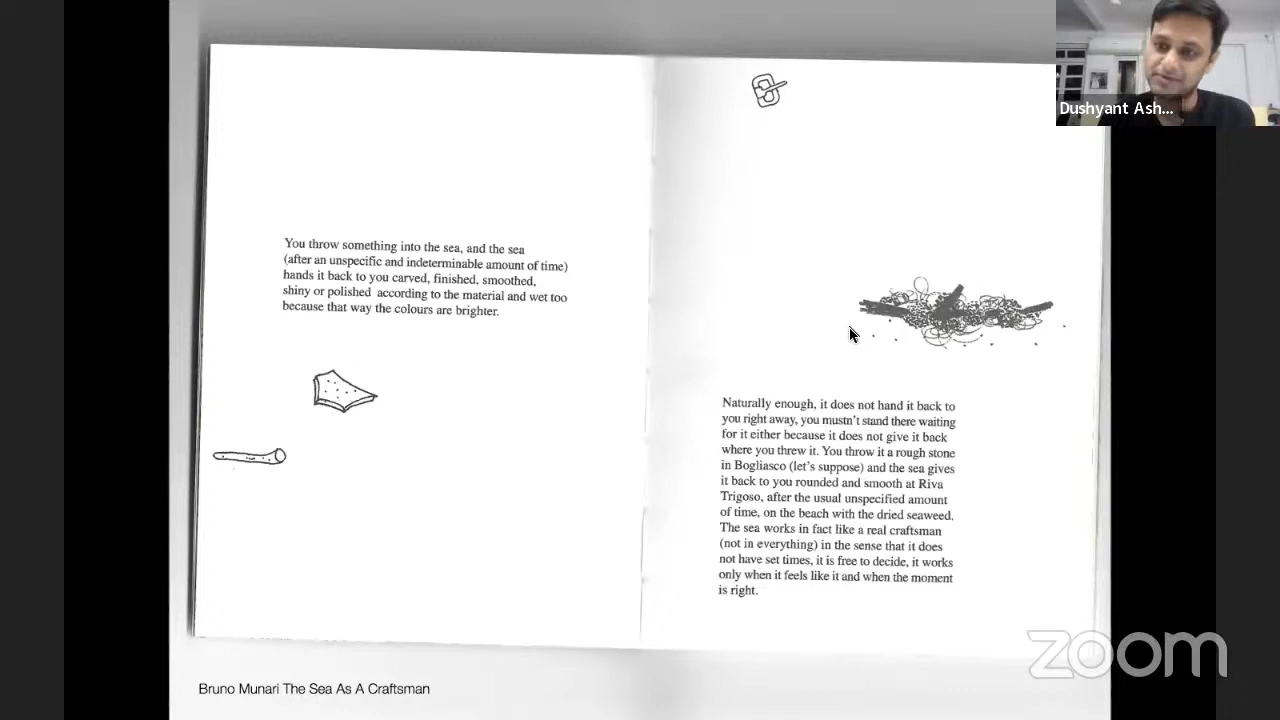 You throw something into the sea, and the sea
(after an unspecific and indeterminable amount of time)
hands it back to you carved, finished, smoothed,
shiny or polished according to the material and wet too
because that way the colours are brighter.
Naturally enough, it does not hand it back to
you right away, you mustn't stand there waiting
for it either because it does not give it back
where you threw it. You throw it a rough stone
in Bogliasco (let's suppose) and the sea gives
it back to you rounded and smooth at Riva
Trigoso, after the usual unspecified amount
of time, on the beach with the dried seaweed.
The sea works in fact like a real craftsman
(not in everything) in the sense that it does
not have set times, it is free to decide, it works
only when it feels like it and when the moment
is right.
Bruno Munari The Sea As A Craftsman
Dushyant Ash...
zoom